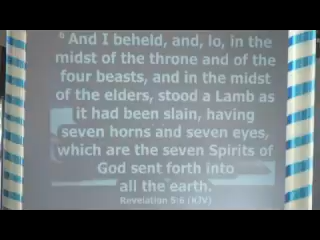 6 And I beheld, and, lo, in the
midst of the throne and of the
four beasts, and in the midst
of the elders, stood a Lamb as
it had been slain, having
seven horns and seven eyes,
which are the seven Spirits of
God sent forth into
all the earth.
Revelation 5:6 (KJV)